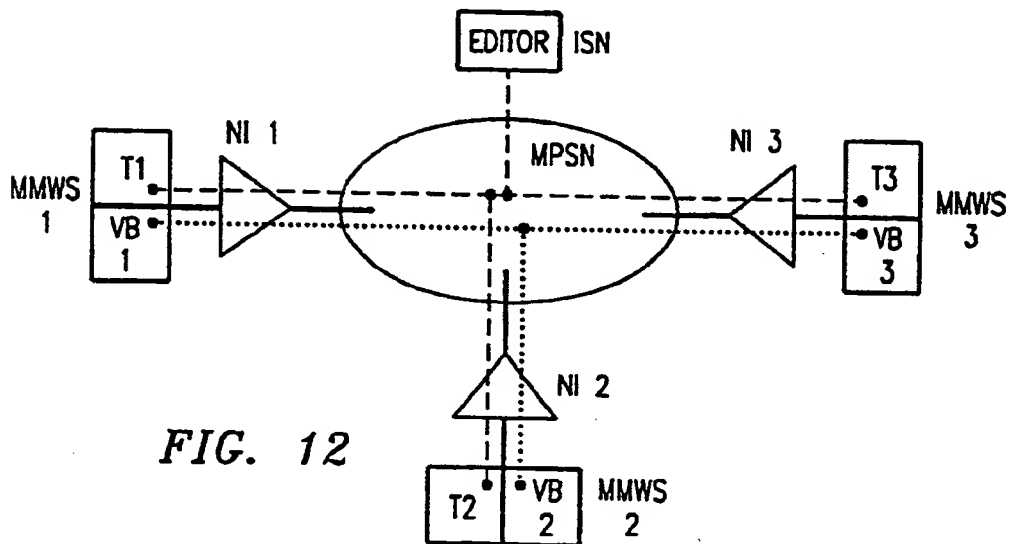 EDITOR ISN
NI 1
MPSN
NI 3
MMWS
1
T1
VB
1
T3
VB
3
MMWS
3
NI 2
FIG. 12
T2
VB
2
MMWS
2